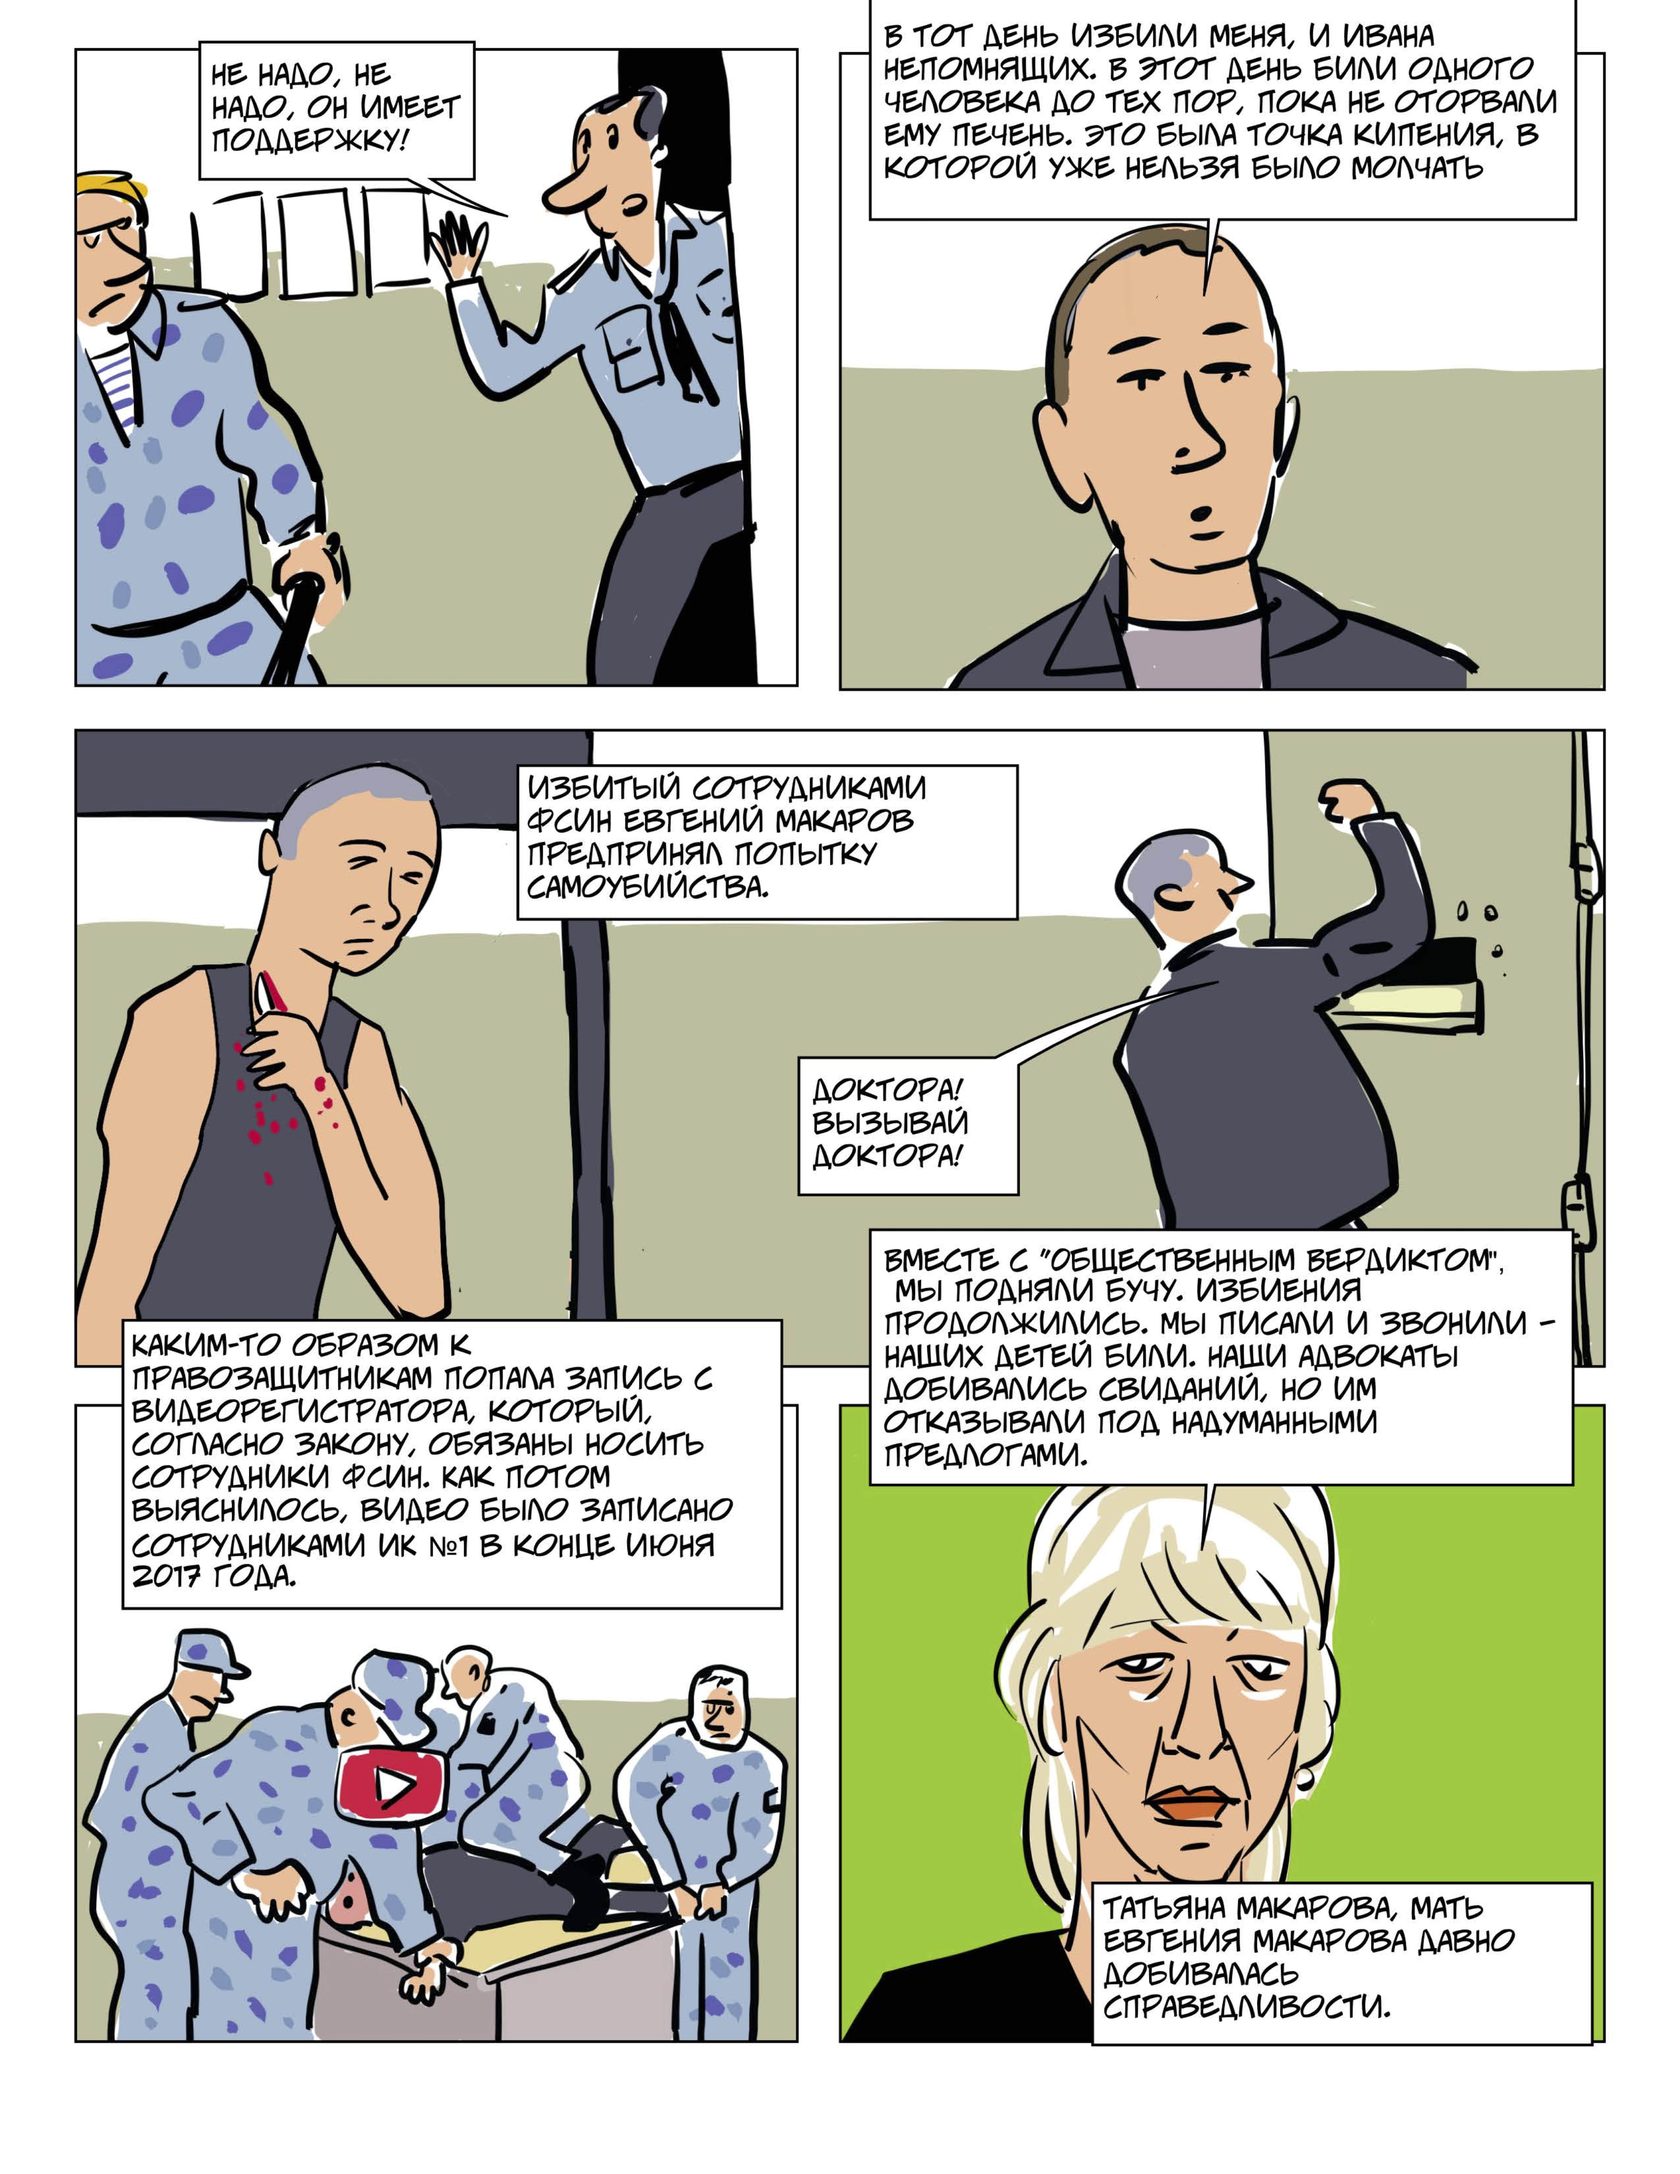 НЕ НАДО, НЕ
НАДО, ОН ИМЕЕТ
ПОДДЕРЖКУ!
В ТОТ ДЕНЬ ИЗБИЛИ МЕНЯ, И ИВАНА
НЕПОМНЯЩИХ. В ЭТОТ ДЕНЬ БИЛИ ОДНОГО
ЧЕЛОВЕКА ДО ТЕХ ПОР, ПОКА НЕ ОТОРВАЛИ
ЕМУ ПЕЧЕНЬ. ЭТО БЫЛА ТОЧКА КИПЕНИЯ, В
КОТОРОЙ УЖЕ НЕЛЬЗЯ БЫЛО МОЛЧАТЬ
ИЗБИТЫЙ СОТРУДНИКАМИ
ФСИН ЕВГЕНИЙ МАКАРОВ
ПРЕДПРИНЯЛ ПОПЫТКУ
САМОУБИЙСТВА.
ДОКТОРА!
ВЫЗЫВАЙ
ДОКТОРА!
КАКИМ-ТО ОБРАЗОМ К
ПРАВОЗАЩИТНИКАМ ПОПАЛА ЗАПИСЬ С
ВИДЕОРЕГИСТРАТОРА, КОТОРЫЙ,
СОГЛАСНО ЗАКОНУ, ОБЯЗАНЫ НОСИТЬ
СОТРУДНИКИ ФСИН. КАК ПОТОМ
ВЫЯСНИЛОСЬ, ВИДЕО БЫЛО ЗАПИСАНО
СОТРУДНИКАМИ ИК №1 В КОНЦЕ ИЮНЯ
2017 ГОДА.
ВМЕСТЕ С "ОБЩЕСТВЕННЫМ ВЕРДИКТОМ",
МЫ ПОДНЯЛИ БУЧУ. ИЗБИЕНИЯ
ПРОДОЛЖИЛИСЬ. МЫ ПИСАЛИ И ЗВОНИЛИ -
НАШИХ ДЕТЕЙ БИЛИ. НАШИ АДВОКАТЫ
ДОБИВАЛИСЬ СВИДАНИЙ, НО ИМ
ОТКАЗЫВАЛИ ПОД НАДУМАННЫМИ
ПРЕДЛОГАМИ.
ТАТЬЯНА МАКАРОВА, МАТЬ
ЕВГЕНИЯ МАКАРОВА ДАВНО
ДОБИВАЛАСЬ
СПРАВЕДЛИВОСТИ.